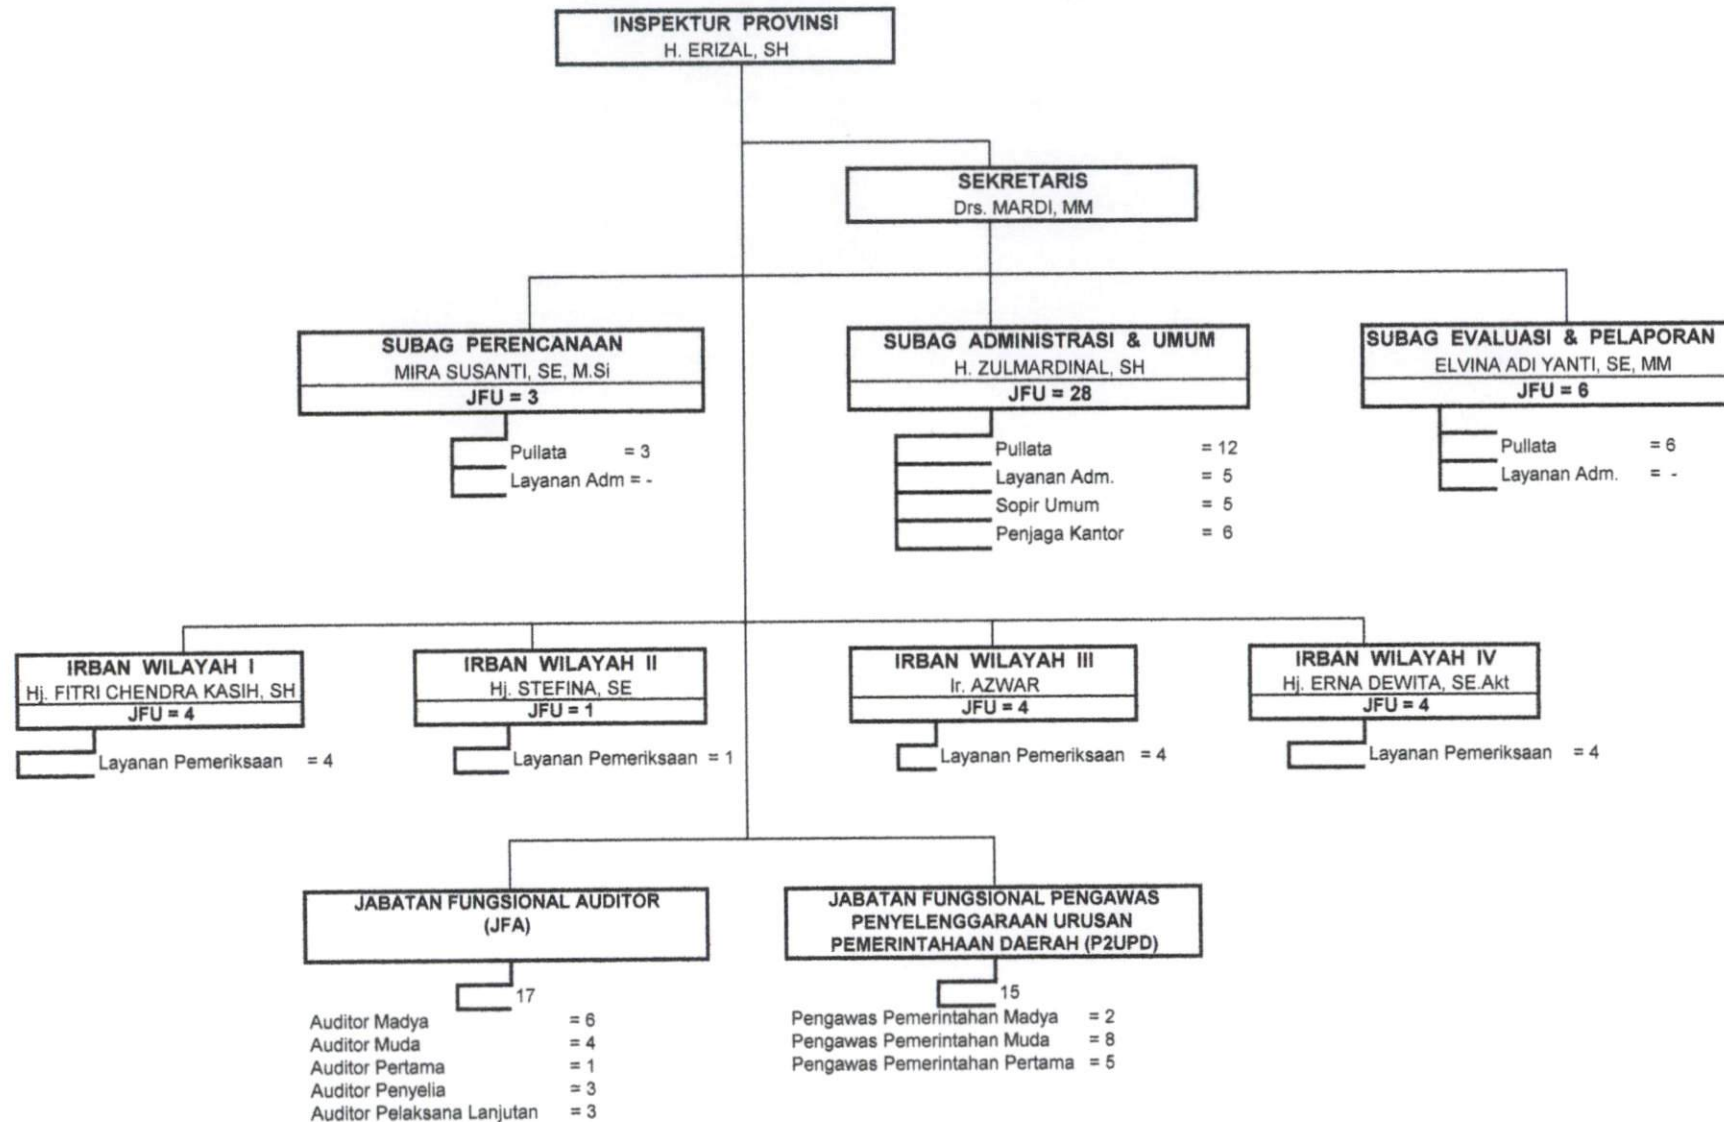 INSPEKTUR PROVINSI
H. ERIZAL, SH
SEKRETARIS
Drs. MARDI, MM
SUBAG PERENCANAAN
MIRA SUSANTI, SE, M.Si
JFU = 3
Pullata = 3
Layanan Adm = -
SUBAG ADMINISTRASI & UMUM
H. ZULMARDINAL, SH
JFU = 28
Pullata = 12
Layanan Adm. = 5
Sopir Umum = 5
Penjaga Kantor = 6
SUBAG EVALUASI & PELAPORAN
ELVINA ADI YANTI, SE, MM
JFU = 6
Pullata = 6
Layanan Adm. = -
IRBAN WILAYAH I
Hj. FITRI CHENDRA KASIH, SH
JFU = 4
Layanan Pemeriksaan = 4
IRBAN WILAYAH II
Hj. STEFINA, SE
JFU = 1
Layanan Pemeriksaan = 1
IRBAN WILAYAH III
Ir. AZWAR
JFU = 4
Layanan Pemeriksaan = 4
IRBAN WILAYAH IV
Hj. ERNA DEWITA, SE.Akt
JFU = 4
Layanan Pemeriksaan = 4
JABATAN FUNGSIONAL AUDITOR
(JFA)
17
Auditor Madya = 6
Auditor Muda = 4
Auditor Pertama = 1
Auditor Penyelia = 3
Auditor Pelaksana Lanjutan = 3
JABATAN FUNGSIONAL PENGAWAS
PENYELENGGARAAN URUSAN
PEMERINTAHAAN DAERAH (P2UPD)
15
Pengawas Pemerintahan Madya = 2
Pengawas Pemerintahan Muda = 8
Pengawas Pemerintahan Pertama = 5